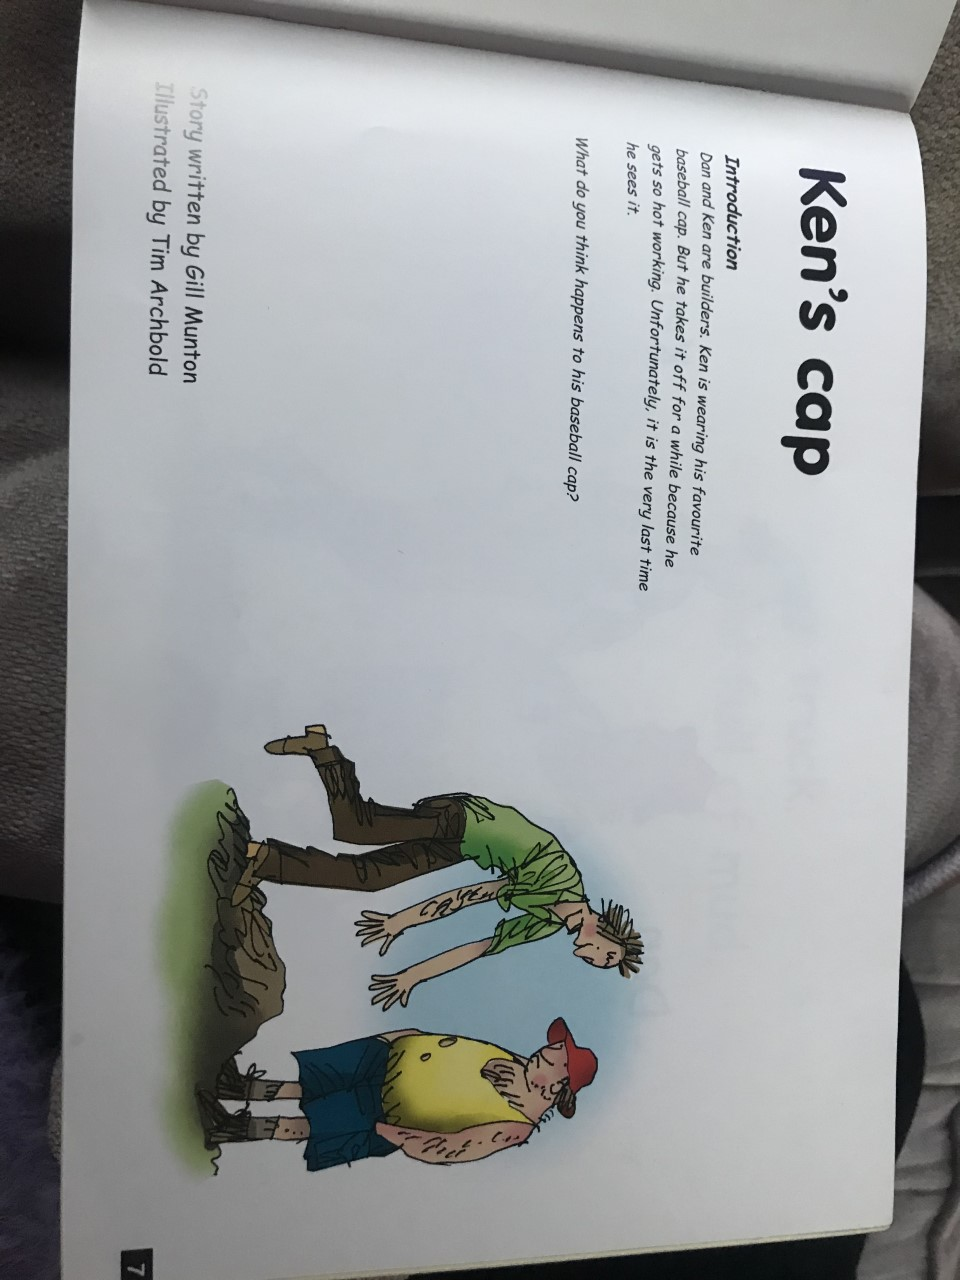 Ken's cap
Introduction
Dan and Ken are builders. Ken is wearing his favourite
baseball cap. But he takes it off for a while because he
gets so hot working. Unfortunately, it is the very last time
he sees it.
What do you think happens to his baseball cap?
Story written by Gill Munton
Illustrated by Tim Archbold
7